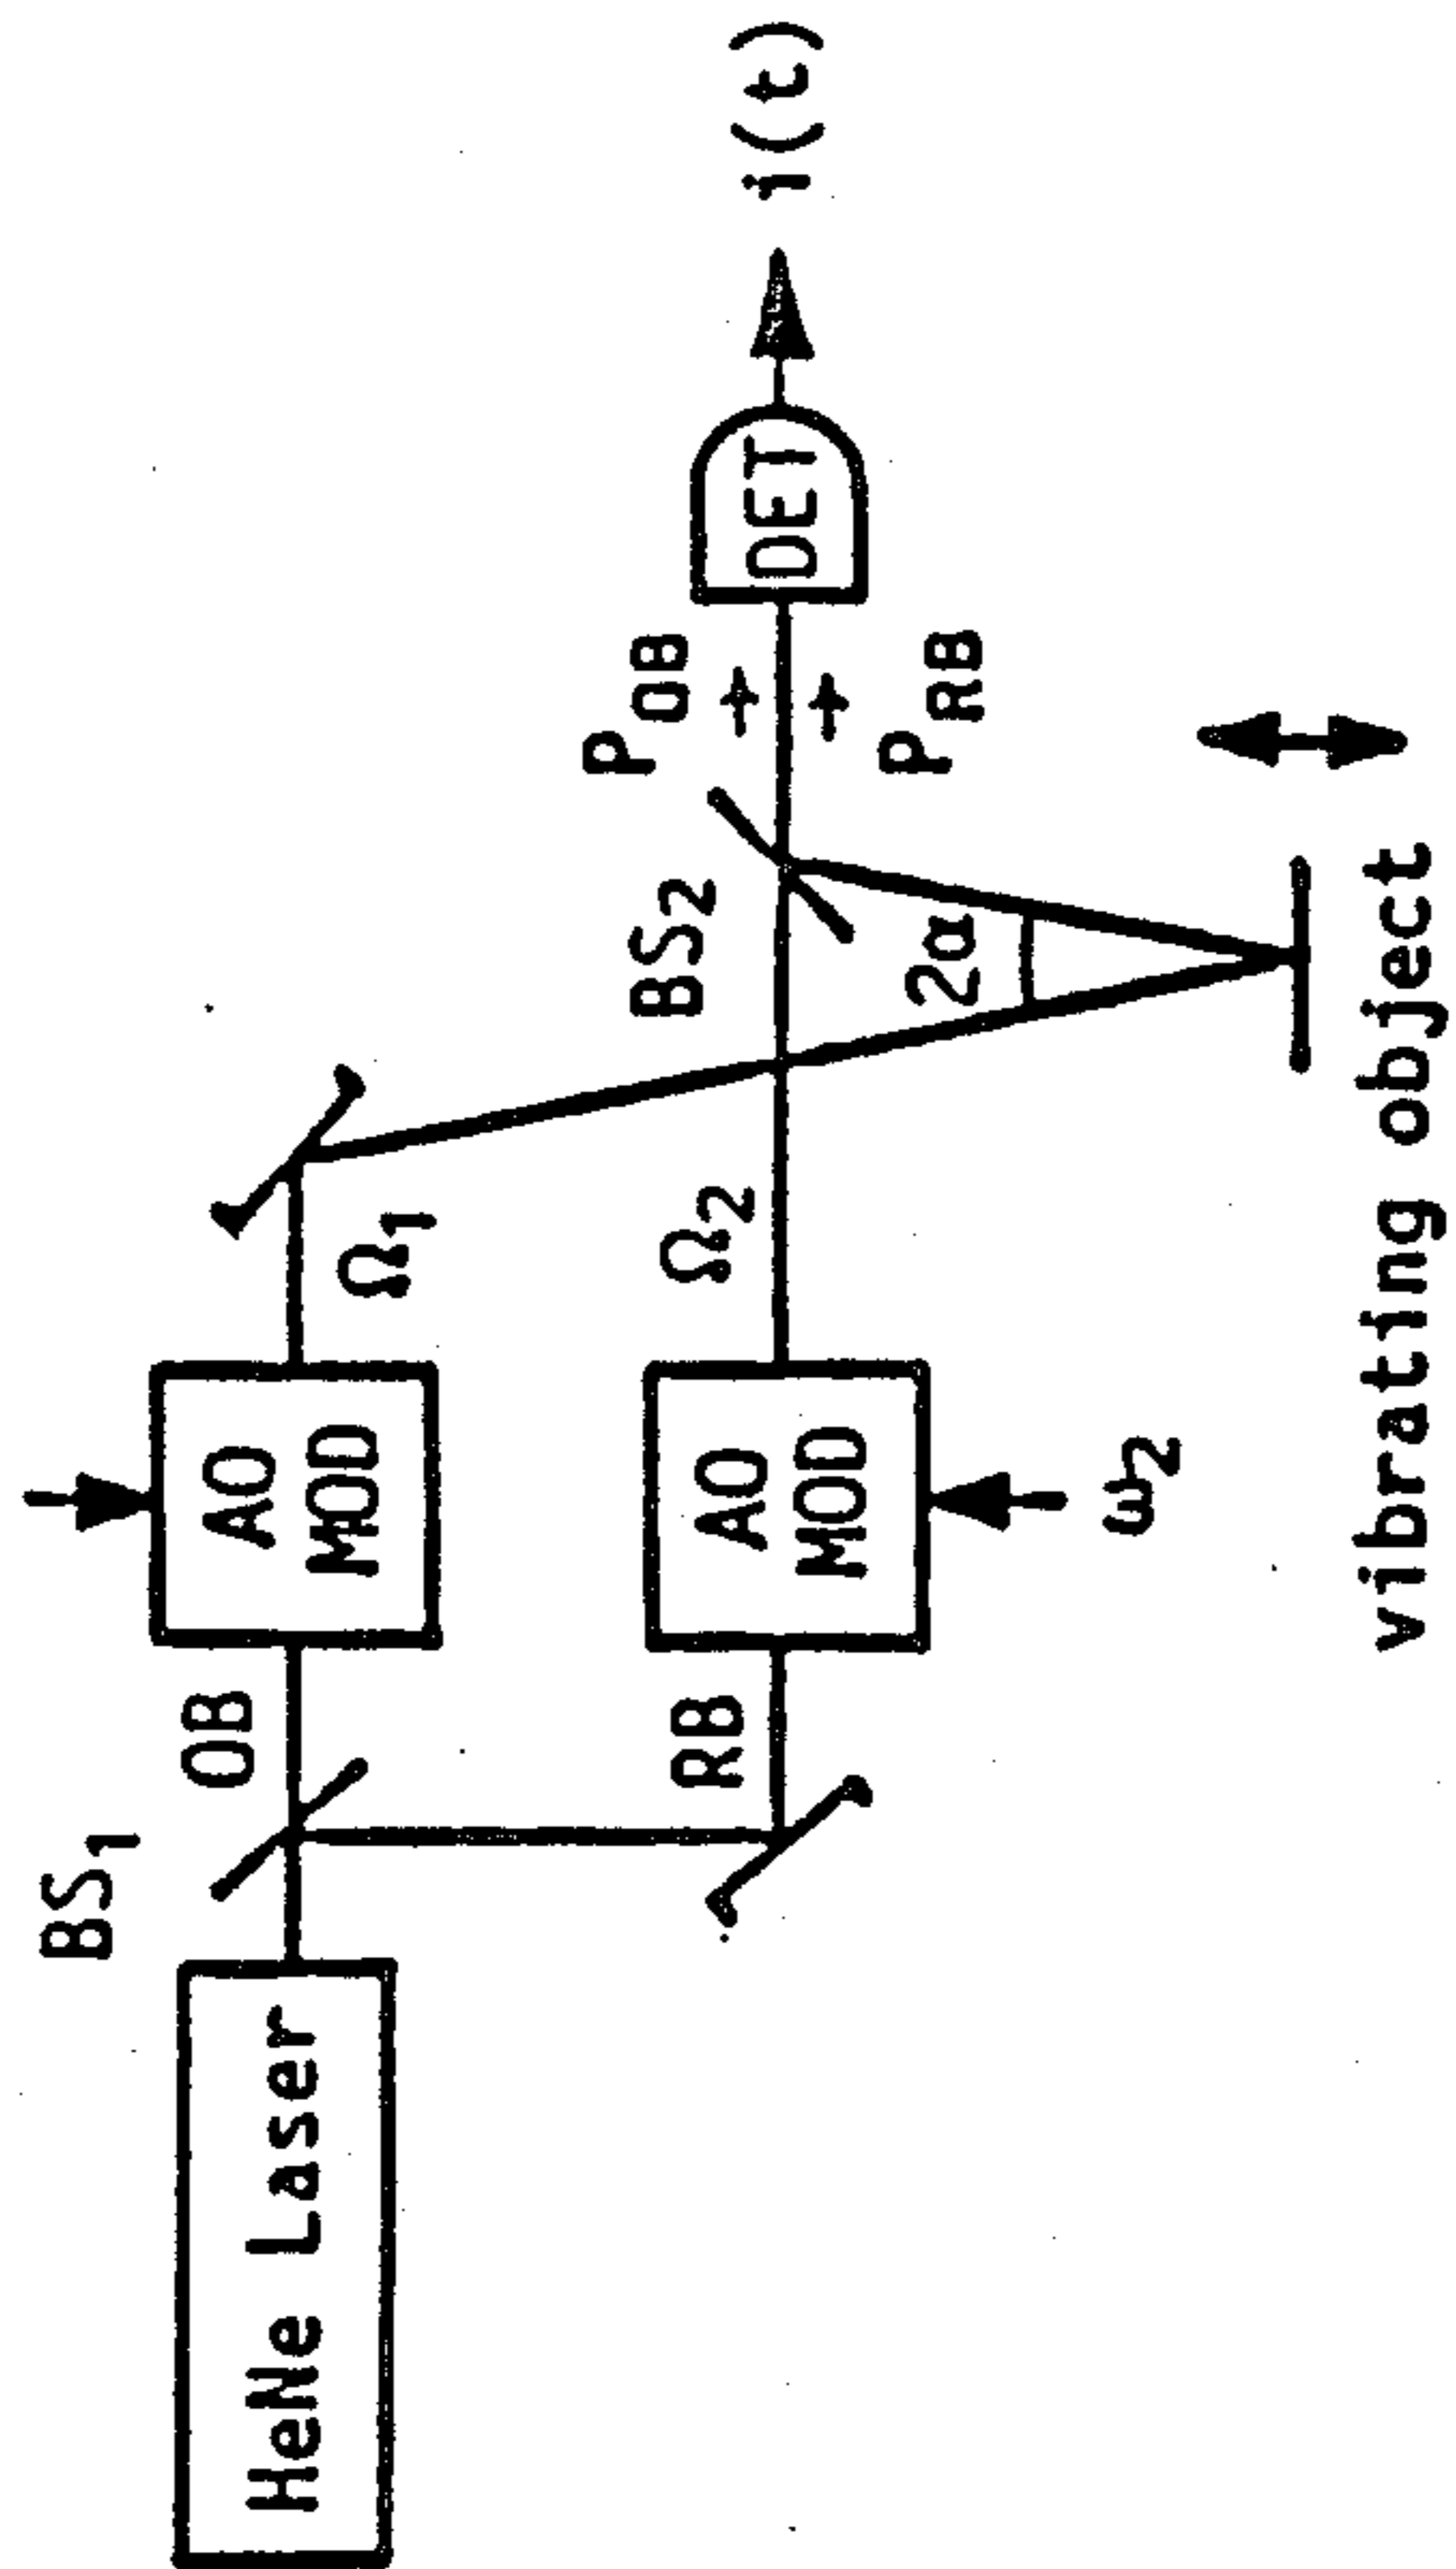 BS1
HeNe Laser
OB
AO
MOD
Ω1
RB
AO
MOD
ω2
Ω2
BS2
2α
POB
PRB
DET
i(t)
vibrating object